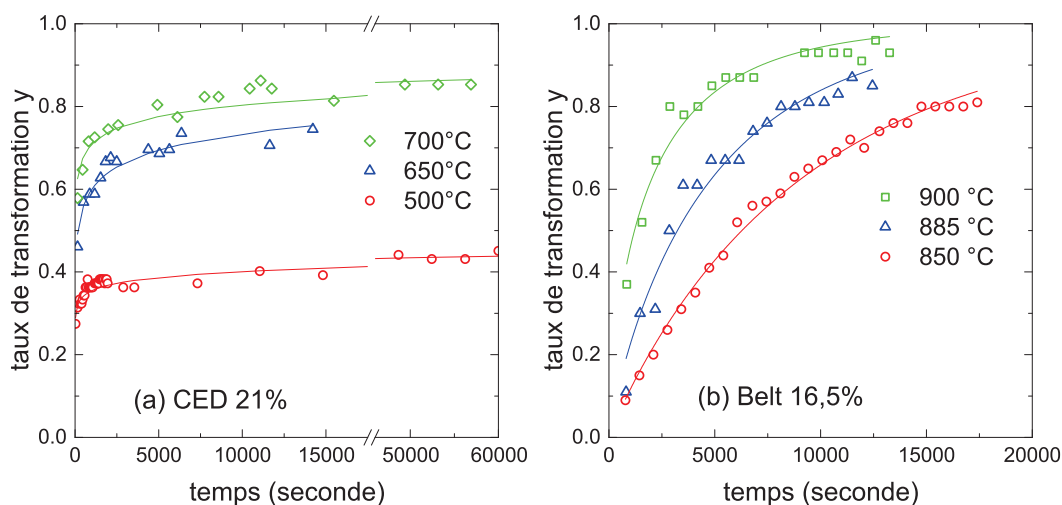 taux de transformation y
1.0
0.8
0.6
0.4
0.2
0.0
700°C
650°C
500°C
(a) CED 21%
0 5000 10000 15000 50000 60000
temps (seconde)
taux de transformation y
1.0
0.8
0.6
0.4
0.2
0.0
900 °C
885 °C
850 °C
(b) Belt 16,5%
0 5000 10000 15000 20000
temps (seconde)